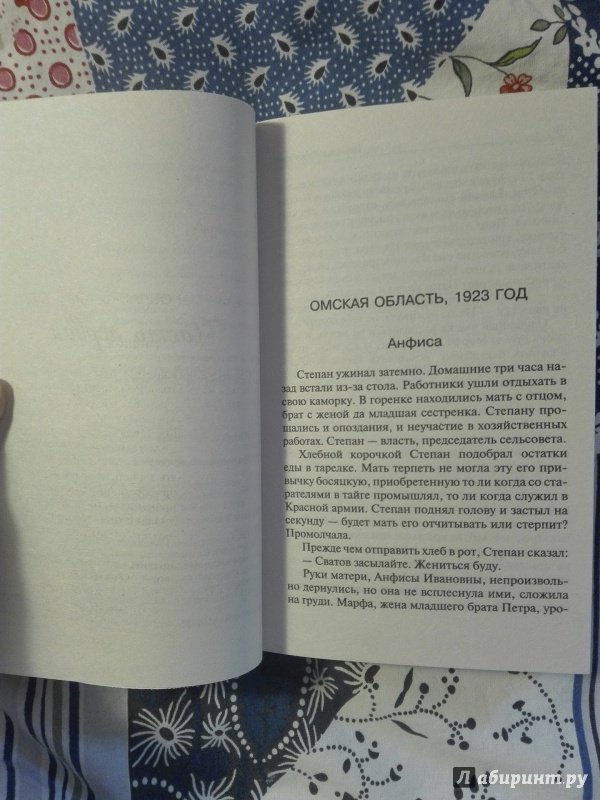 ОМСКАЯ ОБЛАСТЬ, 1923 ГОД
Анфиса
Степан ужинал затемно. Домашние три часа на-
зад встали из-за стола. Работники ушли отдыхать в
свою каморку. В горенке находились мать с отцом,
брат с женой да младшая сестренка. Степану про-
щались и опоздания, и неучастие в хозяйственных
работах. Степан — власть, председатель сельсовета.
Хлебной корочкой Степан подобрал остатки
еды в тарелке. Мать терпеть не могла эту его при-
вычку босяцкую, приобретенную то ли когда со ста-
рателями в тайге промышлял, то ли когда служил в
Красной армии. Степан поднял голову и застыл на
секунду — будет мать его отчитывать или стерпит?
Промолчала.
Прежде чем отправить хлеб в рот, Степан сказал:
— Сватов засылайте. Жениться буду.
Руки матери, Анфисы Ивановны, непроизволь-
но дернулись, но она не всплеснула ими, сложила
на груди. Марфа, жена младшего брата Петра, уро-
Лабиринт.ру